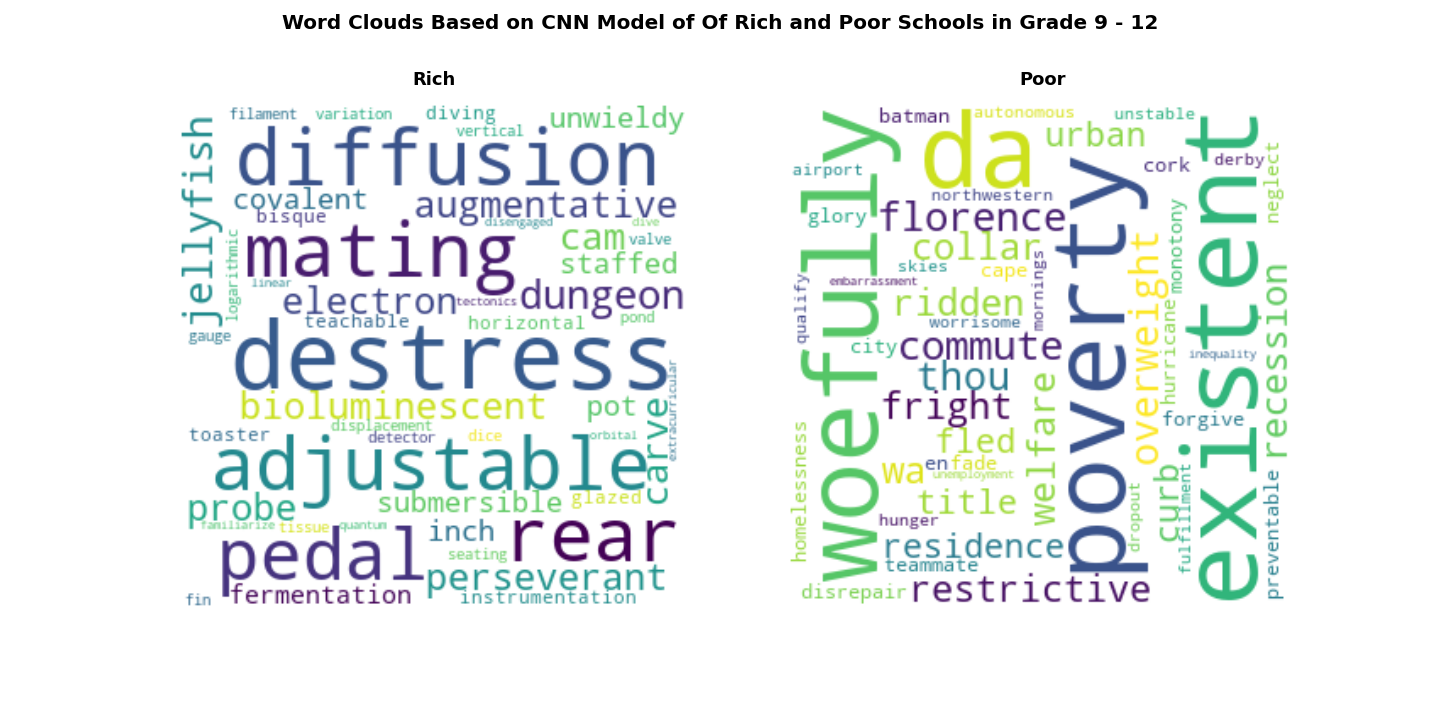 Word Clouds Based on CNN Model of Of Rich and Poor Schools in Grade 9 - 12
Rich
filament variation diving unwieldy
vertical
jellyfish
diffusion
covalent augmentative
bisque disengaged dive
logarithmic
mating cam valve
staffed
linear
electron tectonics dungeon
teachable horizontal pond
gauge
destress
extracurricular
bioluminescent pot
displacement
toaster detector dice orbital
carve
adjustable
probe submersible glazed
familiarize tissue quantum inch rear
pedal seating
perseverant
fin fermentation instrumentation
Poor
batman autonomous unstable
woefully
da urban
existent
airport cork derby
neglect
northwestern
poverty
glory florence
monotony
collar
overweight
skies cape
mornings
embarrassment
qualify
recession
ridden
hurricane
worrisome
city commute inequality
thou
welfare
fright forgive
fled
homelessness
wa en fade
unemployment
curb
title
dropout
fulfillment
preventable
hunger
residence
teammate
disrepair restrictive